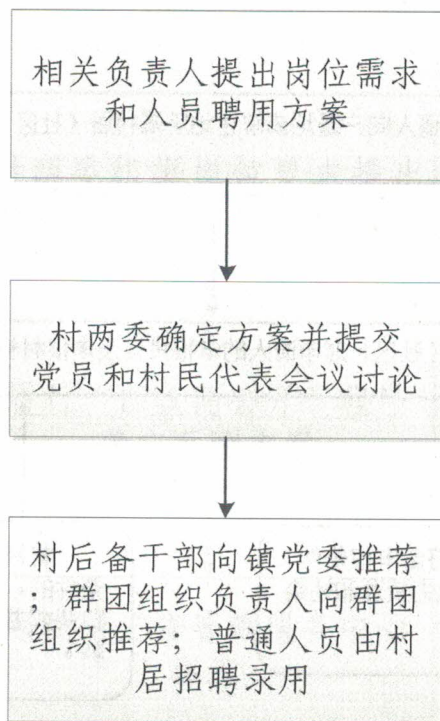 相关负责人提出岗位需求
和人员聘用方案
村两委确定方案并提交
党员和村民代表会议讨论
村后备干部向镇党委推荐
；群团组织负责人向群团
组织推荐；普通人员由村
居招聘录用